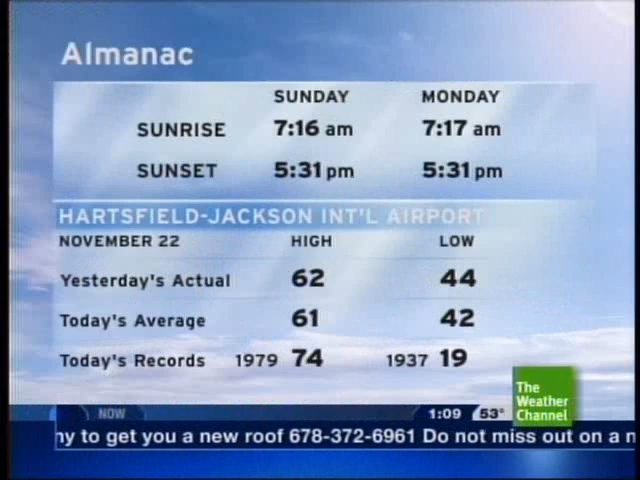 Almanac
SUNDAY MONDAY
SUNRISE 7:16 am 7:17 am
SUNSET 5:31 pm 5:31 pm
HARTSFIELD-JACKSON INT'L AIRPORT
NOVEMBER 22 HIGH LOW
Yesterday's Actual 62 44
Today's Average 61 42
Today's Records 1979 74 1937 19
The
Weather
Channel
NOW 1:09 53°
to get you a new roof 678-372-6961 Do not miss out on a